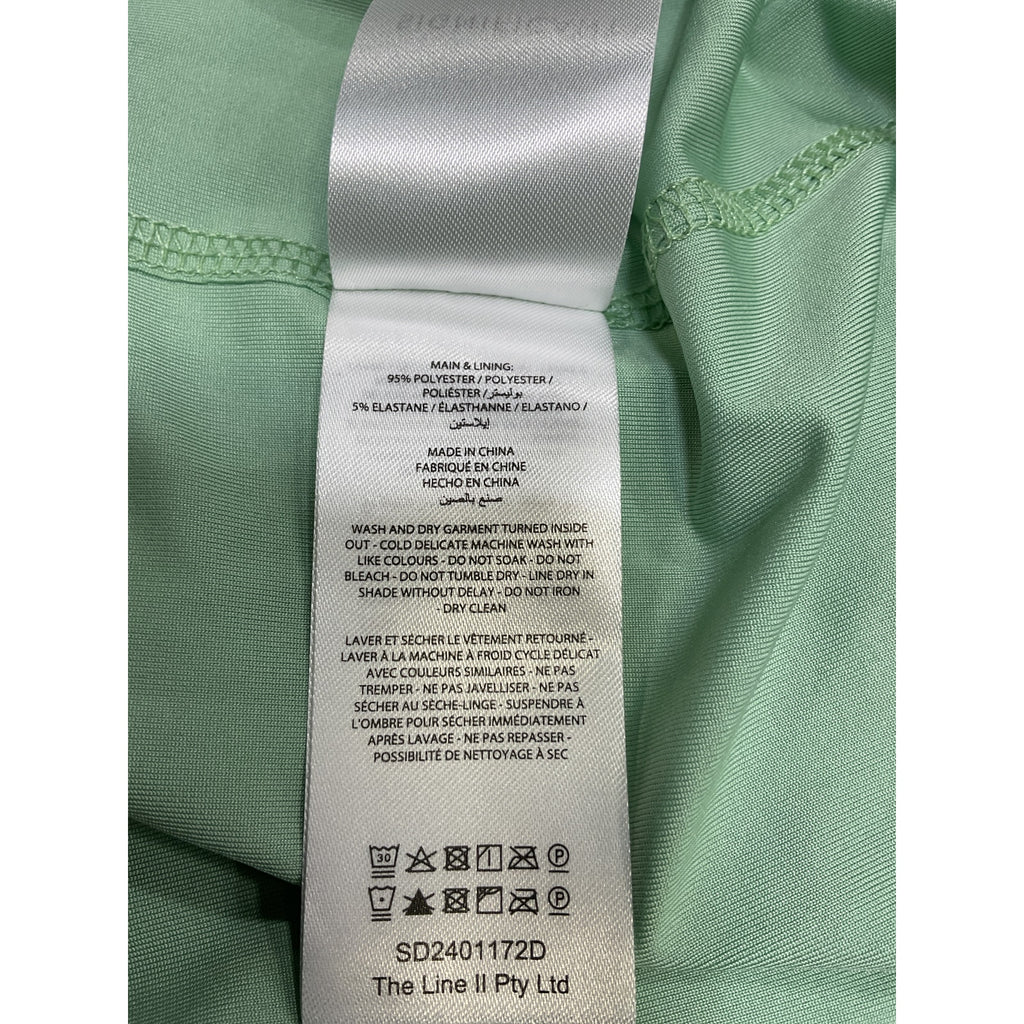 MAIN & LINING:
95% POLYESTER / POLYESTER /
POLIÉSTER / بوليستر
5% ELASTANE / ÉLASTHANNE / ELASTANO /
إيلاستين
MADE IN CHINA
FABRIQUÉ EN CHINE
HECHO EN CHINA
صنع بالصين
WASH AND DRY GARMENT TURNED INSIDE
OUT - COLD DELICATE MACHINE WASH WITH
LIKE COLOURS - DO NOT SOAK - DO NOT
BLEACH - DO NOT TUMBLE DRY - LINE DRY IN
SHADE WITHOUT DELAY - DO NOT IRON
- DRY CLEAN
LAVER ET SÉCHER LE VÊTEMENT RETOURNÉ -
LAVER À LA MACHINE À FROID CYCLE DÉLICAT
AVEC COULEURS SIMILAIRES - NE PAS
TREMPER - NE PAS JAVELLISER - NE PAS
SÉCHER AU SÈCHE-LINGE - SUSPENDRE À
L'OMBRE POUR SÉCHER IMMÉDIATEMENT
APRÈS LAVAGE - NE PAS REPASSER -
POSSIBILITÉ DE NETTOYAGE À SEC
30 P
P
SD2401172D
The Line II Pty Ltd